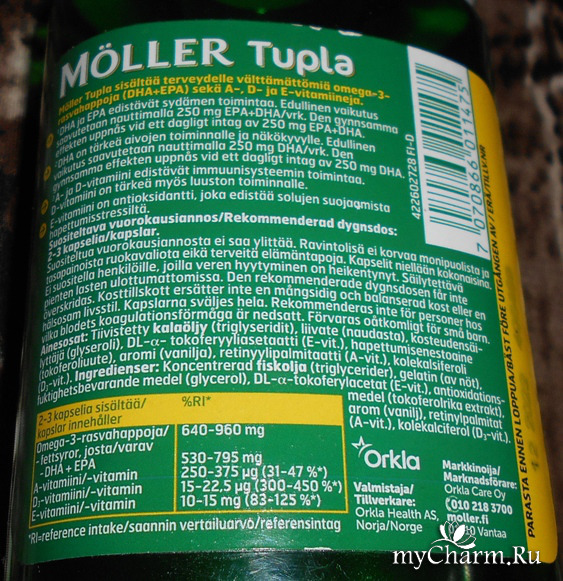 MÖLLER Tupla
Möller Tupla sisältää terveydelle välttämättömiä omega-3-
rasvahappoja (DHA+EPA) sekä A-, D- ja E-vitamiineja.
DHA ja EPA edistävät sydämen toimintaa. Edullinen vaikutus
saavutetaan nauttimalla 250 mg EPA+DHA/vrk. Den gynnsamma
effekten uppnås vid ett dagligt intag av 250 mg EPA+DHA.
DHA on tärkeä aivojen toiminnalle ja näkökyvylle. Edullinen
vaikutus saavutetaan nauttimalla 250 mg DHA/vrk. Den
gynnsamma effekten uppnås vid ett dagligt intag av 250 mg DHA.
A- ja D-vitamiini edistävät immuunisysteemin toimintaa.
D-vitamiini on tärkeä myös luuston toiminnalle.
E-vitamiini on antioksidantti, joka edistää solujen suojaamista
hapettumisstressiltä.
Suositeltava vuorokausiannos/Rekommenderad dygnsdos:
2-3 kapselia/kapslar.
Suositeltua vuorokausiannosta ei saa ylittää. Ravintolisä ei korvaa monipuolista ja
tasapainoista ruokavaliota eikä terveitä elämäntapoja. Kapselit niellään kokonaisina.
Ei suositella henkilöille, joilla veren hyytyminen on heikentynyt. Säilytettävä
pienten lasten ulottumattomissa. Den rekommenderade dygnsdosen får inte
överskridas. Kosttillskott ersätter inte en mångsidig och balanserad kost eller en
hälsosam livsstil. Kapslarna sväljes hela. Rekommenderas inte för personer hos
vilka blodets koagulationsförmåga är nedsatt. Förvaras oåtkomligt för små barn.
Ainesosat: Tiivistetty kalaöljy (triglyseridit), liivate (nadasta), kosteudensäi-
lyttäjä (glyseroli), DL-α- tokoferyyliasetaatti (E-vit.), hapettumisenestoaine
(tokoferoliuute), aromi (vanilja), retinyylipalmitaatti (A-vit.), kolekalsiferoli
(D₃-vit.). Ingredienser: Koncentrerad fiskolja (triglycerider), gelatin (av nöt),
fuktighetsbevarande medel (glycerol), DL-α-tokoferylacetat (E-vit.), antioxidations-
medel (tokoferolrika extrakt),
arom (vanilj), retinylpalmitat
(A-vit.), kolekalciferol (D₃-vit.).
2-3 kapselia sisältää/
kapslar innehåller
%RI*
Omega-3-rasvahappoja/
- fettsyror, josta/varav
640-960 mg
- DHA + EPA
530-795 mg
A-vitamiini/-vitamin
250-375 µg (31-47 %*)
D₃-vitamiini/-vitamin
15-22,5 µg (300-450 %*)
E-vitamiini/-vitamin
10-15 mg (83-125 %*)
*RI=reference intake/saannin vertailuarvo/referensintag
Orkla
Valmistaja/
Tillverkare:
Orkla Health AS,
Norja/Norge
Markkinoija/
Marknadsförare:
Orkla Care Oy
010 218 3700
moller.fi
Vantaa
422602728 FI-D
7 070866 011475
PARASTA ENNEN LOPPUA/BÄST FÖRE UTGÅNGEN AV / ERÄ/TILLV.NR
myCharm.Ru